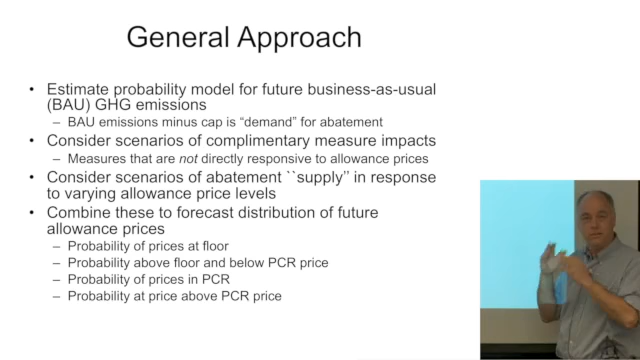 General Approach
• Estimate probability model for future business-as-usual
(BAU) GHG emissions
– BAU emissions minus cap is “demand” for abatement
• Consider scenarios of complimentary measure impacts
– Measures that are not directly responsive to allowance prices
• Consider scenarios of abatement ``supply'' in response
to varying allowance price levels
• Combine these to forecast distribution of future
allowance prices
– Probability of prices at floor
– Probability above floor and below PCR price
– Probability of prices in PCR
– Probability at price above PCR price